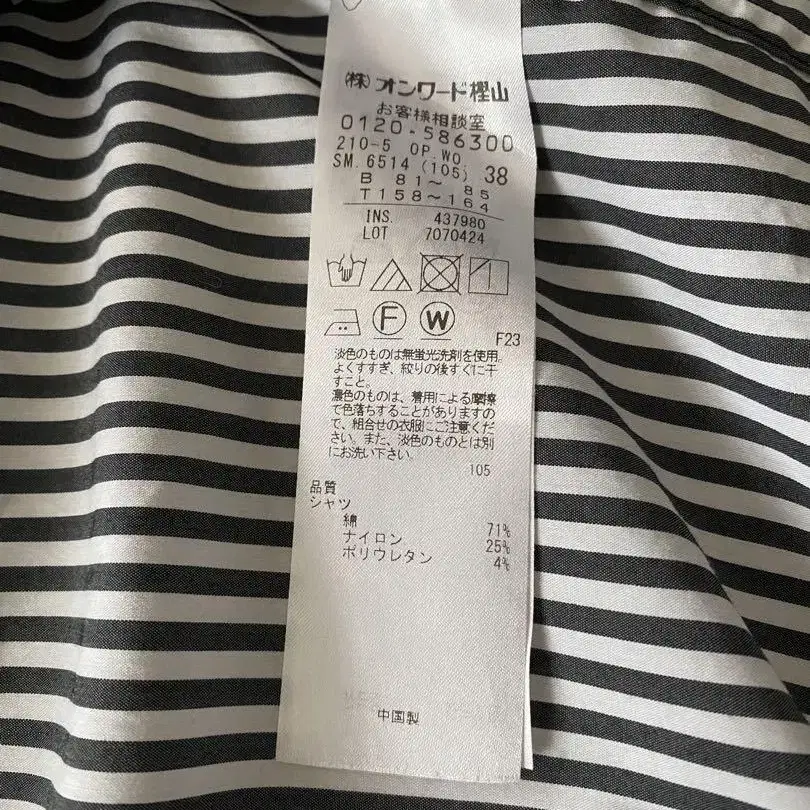 ㈱オンワード樫山
お客様相談室
0120-586300
210-5 OP.WO
SM.6514 (105) 38
B 81～ 85
T158～164
INS. 437980
LOT 7070424
F W
F23
淡色のものは無蛍光洗剤を使用。
よくすすぎ、絞りの後すぐに干
すこと。
濃色のものは、着用による摩擦
で色落ちすることがありますの
で、組合せの衣服にご注意くだ
さい。また、淡色のものとは別
にお洗い下さい。
105
品質
シャツ
綿 71%
ナイロン 25%
ポリウレタン 4%
中国製